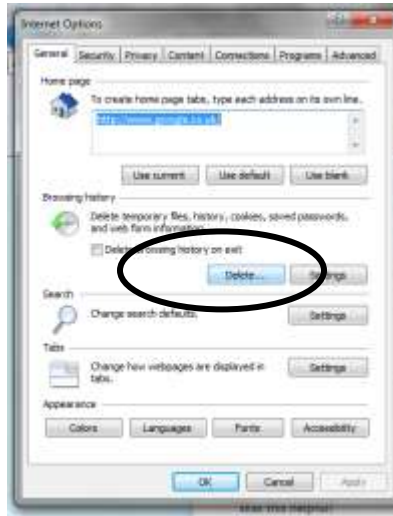 Internet Options
General Security Privacy Content Connections Programs Advanced
Home page
To create home page tabs, type each address on its own line.
http://www.google.co.uk/
Use current Use default Use blank
Browsing history
Delete temporary files, history, cookies, saved passwords,
and web form information.
Delete browsing history on exit
Delete... Settings
Search
Change search defaults. Settings
Tabs
Change how webpages are displayed in Settings
tabs.
Appearance
Colors Languages Fonts Accessibility
OK Cancel Apply